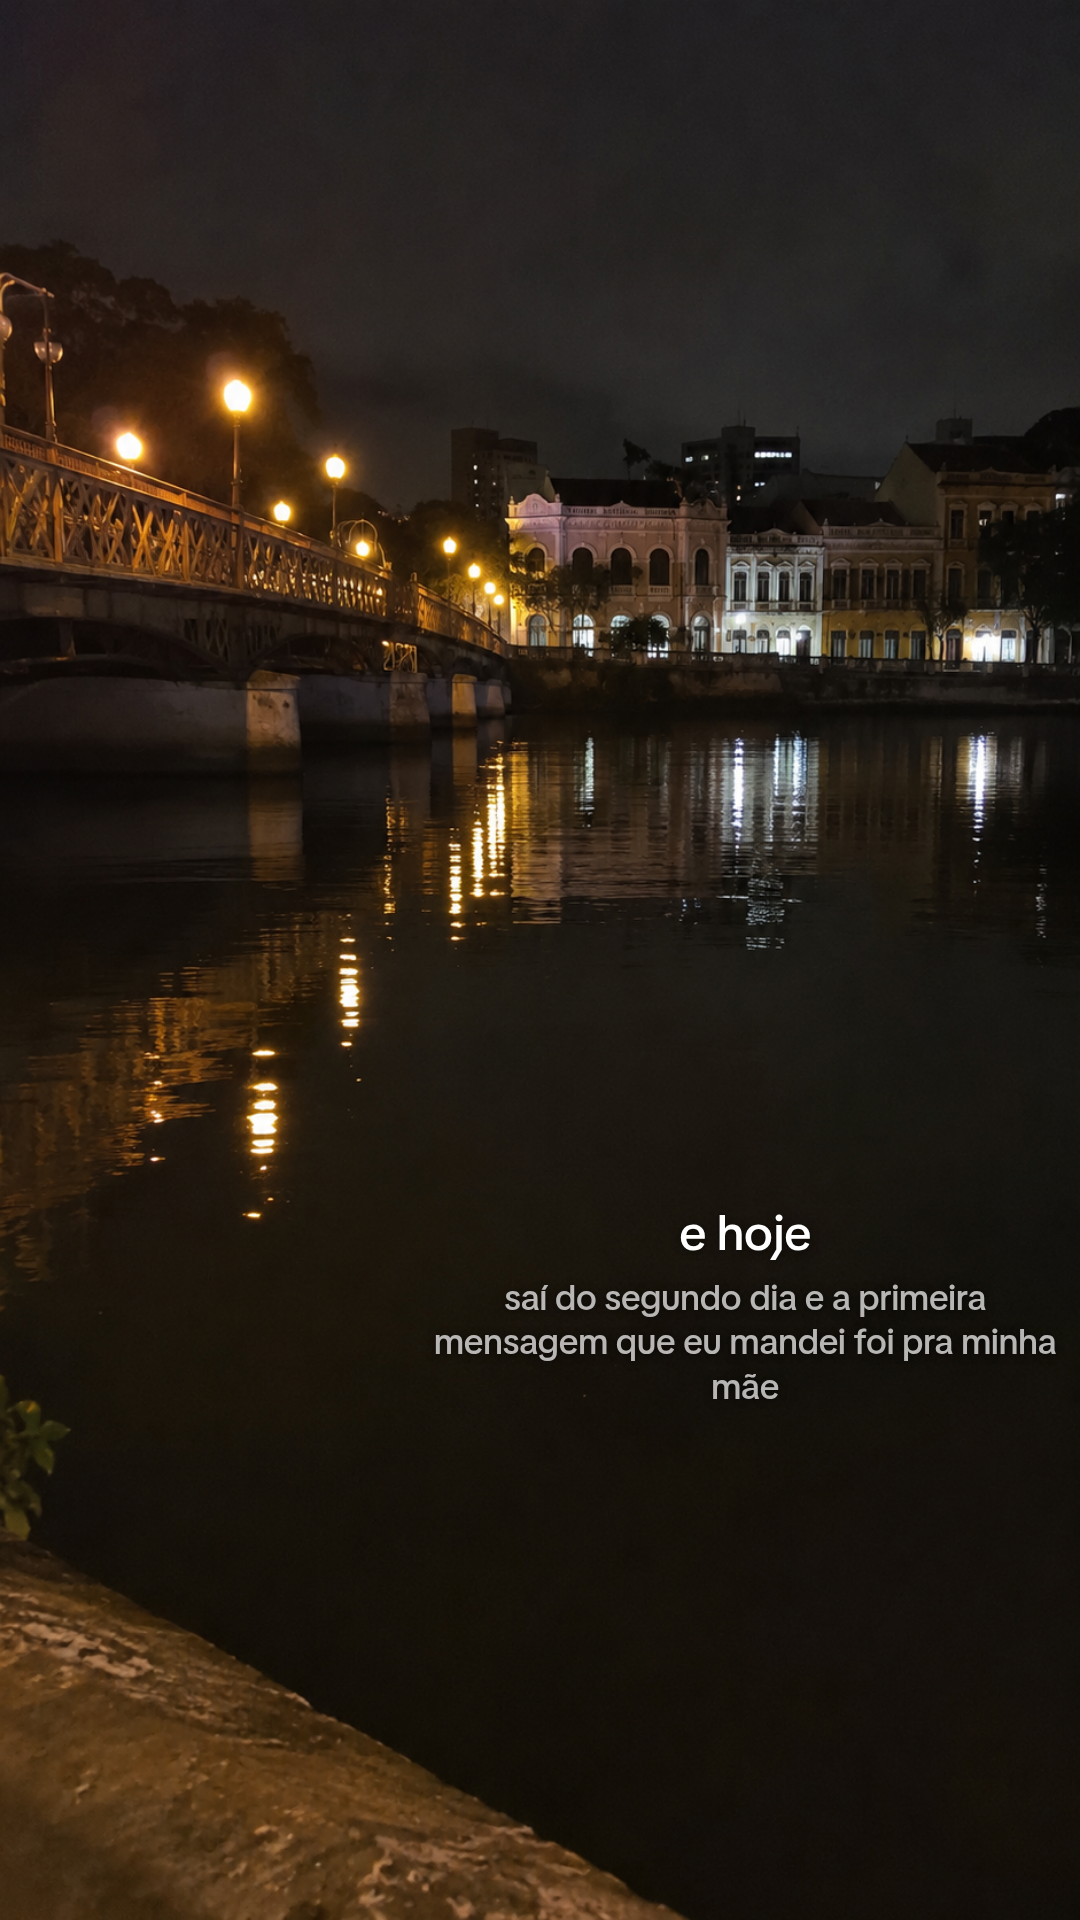 e hoje
saí do segundo dia e a primeira
mensagem que eu mandei foi pra minha
mãe